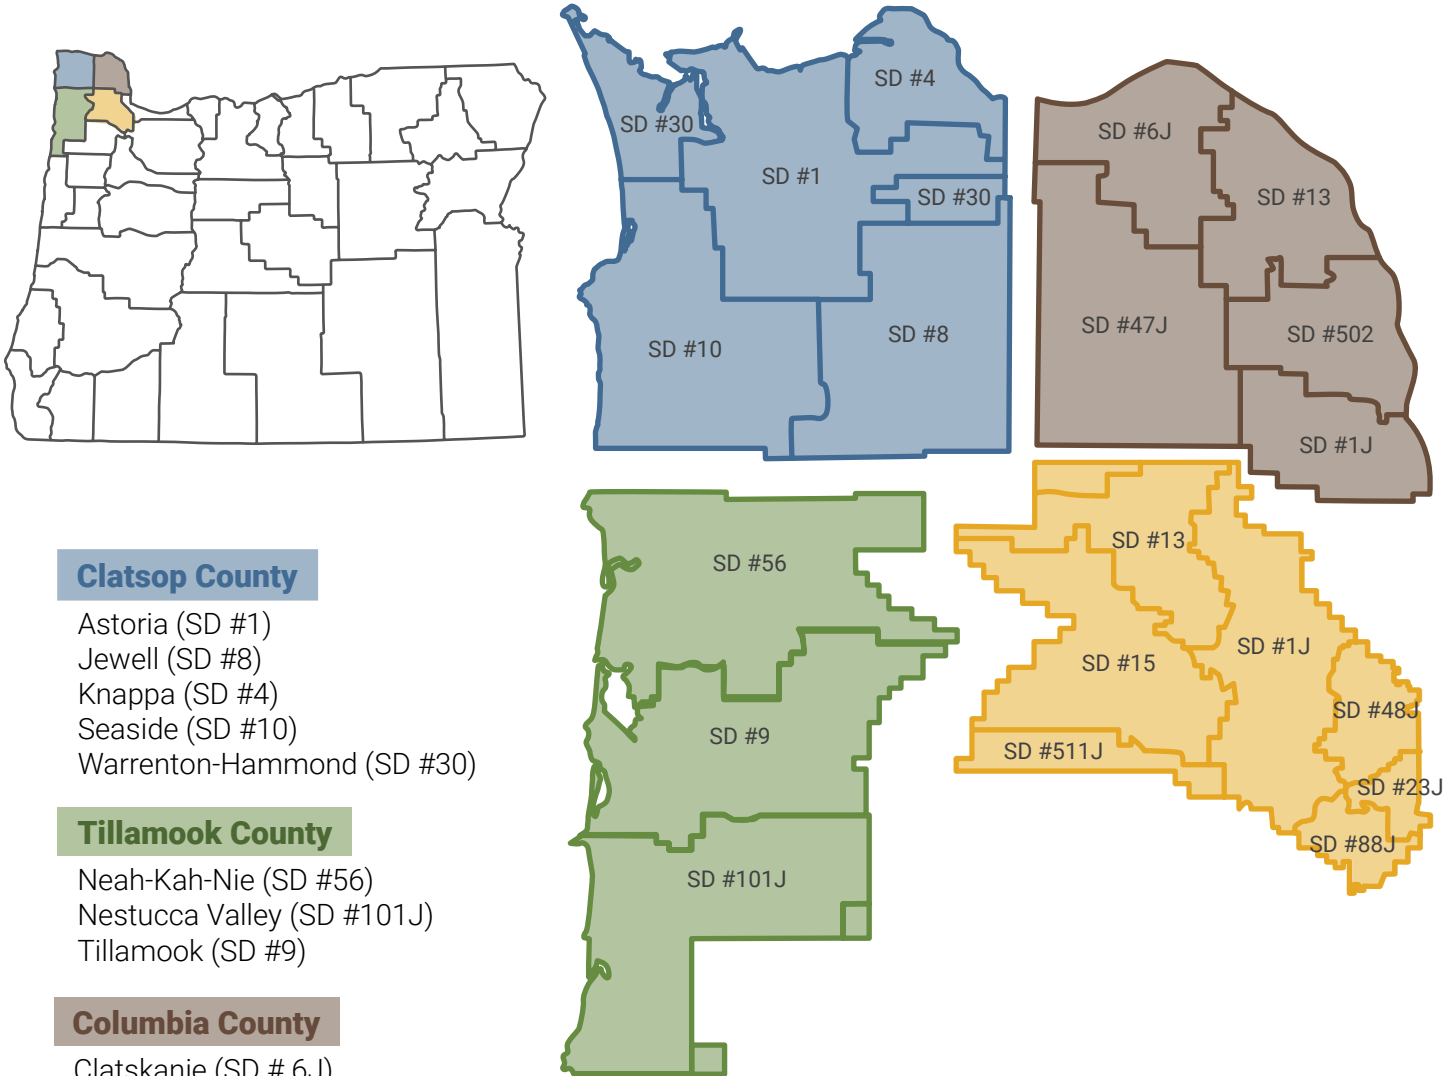 SD #4
SD #30
SD #1
SD #30
SD #10
SD #8
SD #6J
SD #13
SD #47J
SD #502
SD #1J
SD #56
SD #9
SD #101J
SD #13
SD #15
SD #1J
SD #48J
SD #511J
SD #23J
SD #88J
Clatsop County
Astoria (SD #1)
Jewell (SD #8)
Knappa (SD #4)
Seaside (SD #10)
Warrenton-Hammond (SD #30)
Tillamook County
Neah-Kah-Nie (SD #56)
Nestucca Valley (SD #101J)
Tillamook (SD #9)
Columbia County
Clatskanie (SD # 6J)